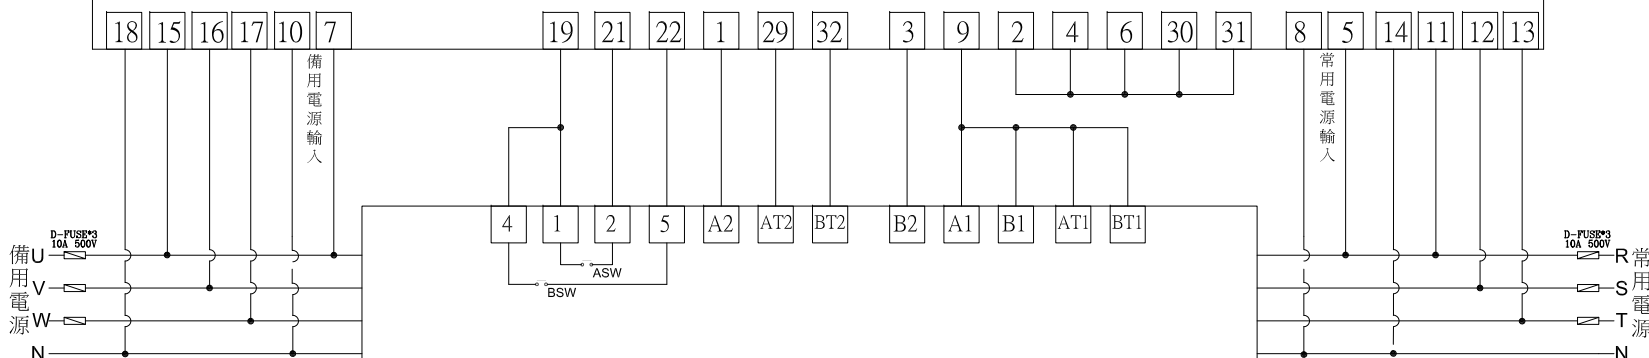 18 15 16 17 10 7 19 21 22 1 29 32 3 9 2 4 6 30 31 8 5 14 11 12 13
備用電源輸入
常用電源輸入
4 1 2 5 A2 AT2 BT2 B2 A1 B1 AT1 BT1
ASW
BSW
備用電源
D-FUSE*3
10A 500V
U
V
W
N
D-FUSE*3
10A 500V
R
S
T
N
常用電源